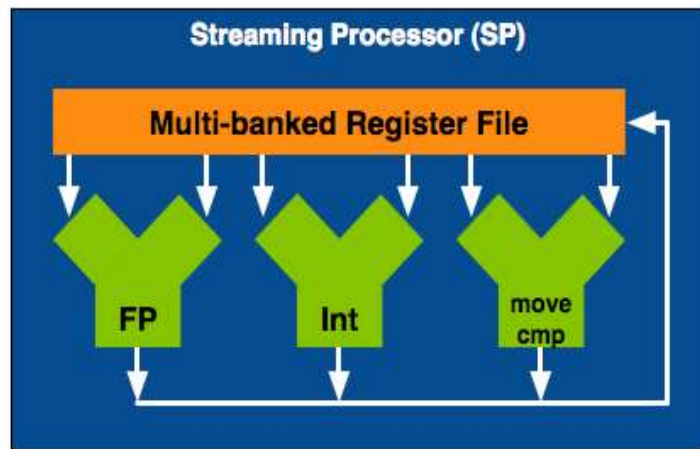 Streaming Processor (SP)
Multi-banked Register File
FP
Int
move
cmp